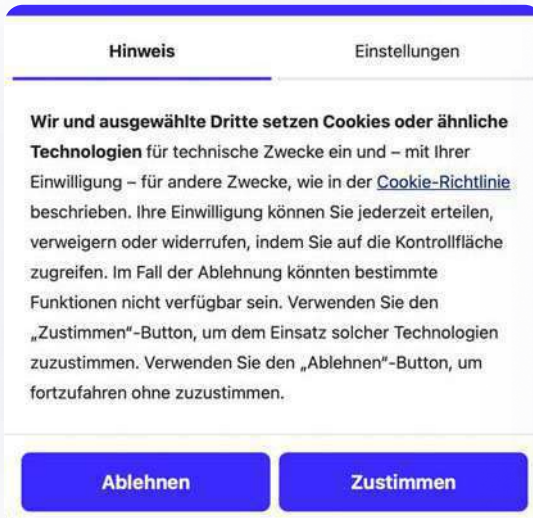 Hinweis
Einstellungen
Wir und ausgewählte Dritte setzen Cookies oder ähnliche
Technologien für technische Zwecke ein und – mit Ihrer
Einwilligung – für andere Zwecke, wie in der Cookie-Richtlinie
beschrieben. Ihre Einwilligung können Sie jederzeit erteilen,
verweigern oder widerrufen, indem Sie auf die Kontrollfläche
zugreifen. Im Fall der Ablehnung könnten bestimmte
Funktionen nicht verfügbar sein. Verwenden Sie den
„Zustimmen“-Button, um dem Einsatz solcher Technologien
zuzustimmen. Verwenden Sie den „Ablehnen“-Button, um
fortzufahren ohne zuzustimmen.
Ablehnen
Zustimmen